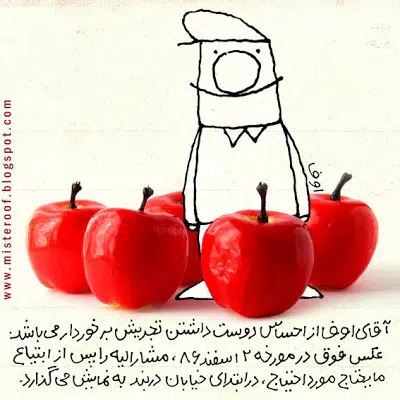 www.misteroof.blogspot.com
اوف
آقای اوف از احساس دوست داشتن تجریش برخوردار می باشد.
عکس فوق در مورخه ۲ اسفند ۸۶، مشارالیه را پس از ابتیاع
مایحتاج مورد احتیاج، در ابتدای خیابان دربند به نمایش می گذارد.